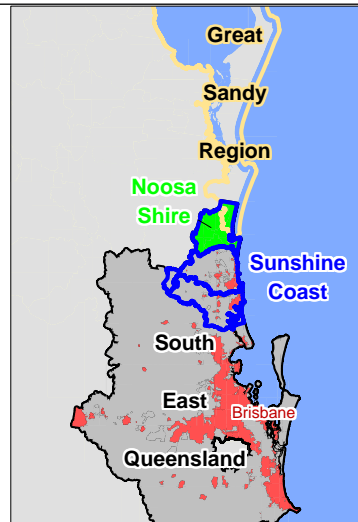 Great
Sandy
Region
Noosa
Shire
Sunshine
Coast
South
East
Brisbane
Queensland